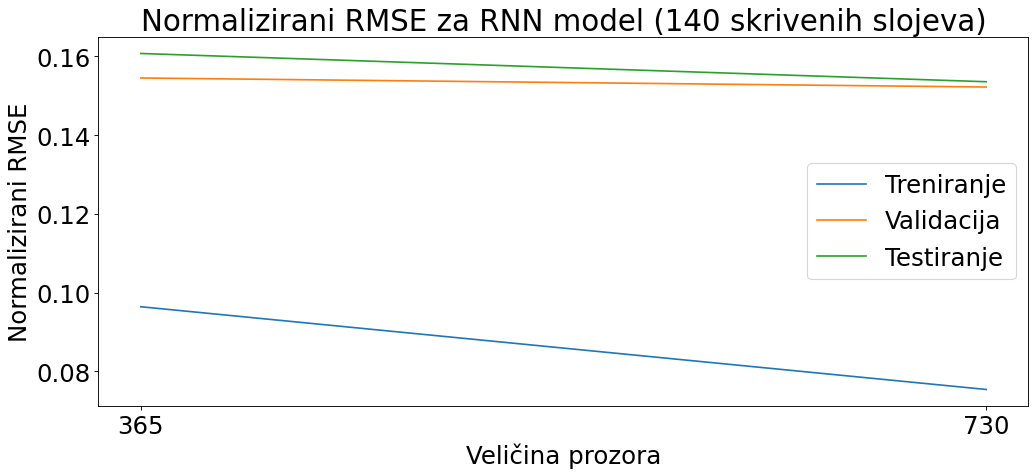 Normalizirani RMSE za RNN model (140 skrivenih slojeva)
Normalizirani RMSE
0.16
0.14
0.12
0.10
0.08
Treniranje
Validacija
Testiranje
365
730
Veličina prozora